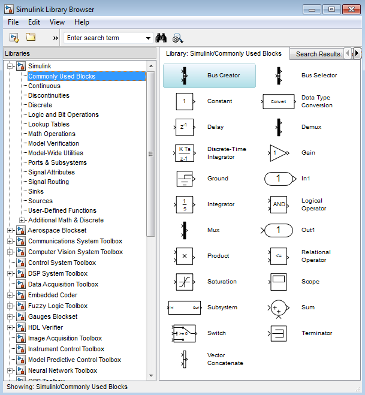 Simulink Library Browser
File Edit View Help
» Enter search term
Libraries
Library: Simulink/Commonly Used Blocks
Search Results
Simulink
Commonly Used Blocks
Continuous
Discontinuities
Discrete
Logic and Bit Operations
Lookup Tables
Math Operations
Model Verification
Model-Wide Utilities
Ports & Subsystems
Signal Attributes
Signal Routing
Sinks
Sources
User-Defined Functions
Additional Math & Discrete
Aerospace Blockset
Communications System Toolbox
Computer Vision System Toolbox
Control System Toolbox
DSP System Toolbox
Data Acquisition Toolbox
Embedded Coder
Fuzzy Logic Toolbox
Gauges Blockset
HDL Verifier
Image Acquisition Toolbox
Instrument Control Toolbox
Model Predictive Control Toolbox
Neural Network Toolbox
Bus Creator
Bus Selector
1 Constant
Convert Data Type
Conversion
Delay
Demux
K Ts
z-1
Discrete-Time
Integrator
1 Gain
Ground
1 In1
1
s
Integrator
AND Logical
Operator
Mux
1 Out1
× Product
<= Relational
Operator
Saturation
Scope
Subsystem
Sum
Switch
Terminator
Vector
Concatenate
Showing: Simulink/Commonly Used Blocks